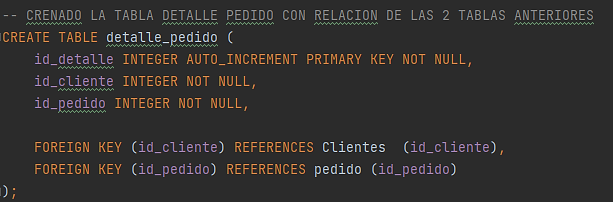 -- CRENADO LA TABLA DETALLE PEDIDO CON RELACION DE LAS 2 TABLAS ANTERIORES
CREATE TABLE detalle_pedido (
id_detalle INTEGER AUTO_INCREMENT PRIMARY KEY NOT NULL,
id_cliente INTEGER NOT NULL,
id_pedido INTEGER NOT NULL,
FOREIGN KEY (id_cliente) REFERENCES Clientes  (id_cliente),
FOREIGN KEY (id_pedido) REFERENCES pedido (id_pedido)
);